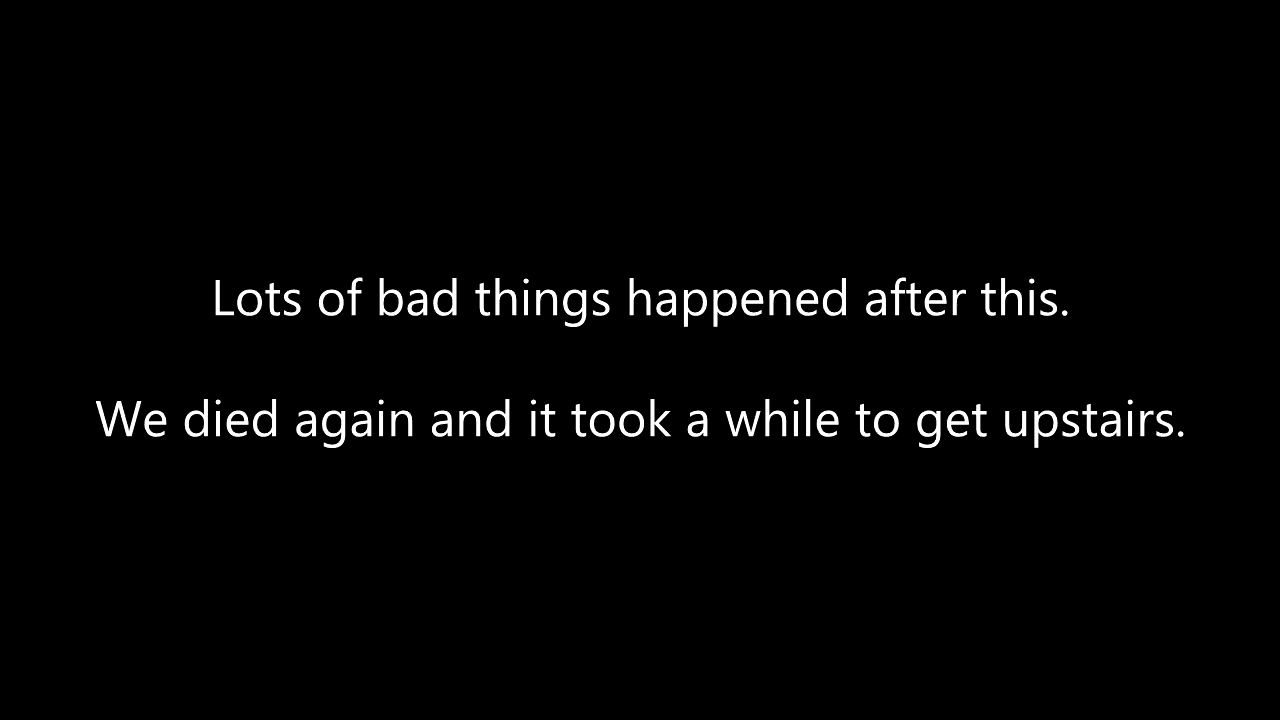 Lots of bad things happened after this.
We died again and it took a while to get upstairs.